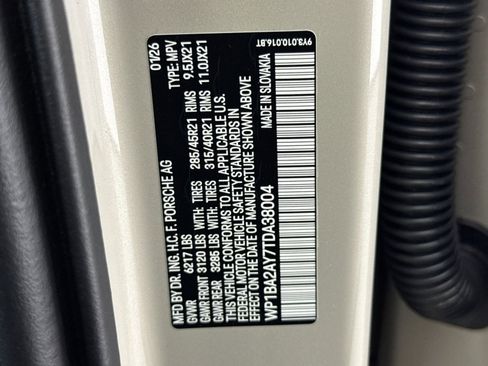 MFD BY DR. ING. H.C. F. PORSCHE AG 01/26
GVWR 6217 LBS TYPE: MPV
GAWR FRONT 3120 LBS WITH: TIRES 285/45R21 RIMS 9.5JX21
GAWR REAR 3285 LBS WITH: TIRES 315/40R21 RIMS 11.0JX21
THIS VEHICLE CONFORMS TO ALL APPLICABLE U.S.
FEDERAL MOTOR VEHICLE SAFETY STANDARDS IN EFFECT
ON THE DATE OF MANUFACTURE SHOWN ABOVE
WP1BA2AY7TDA38004 MADE IN SLOVAKIA
9Y3.010.016.BT